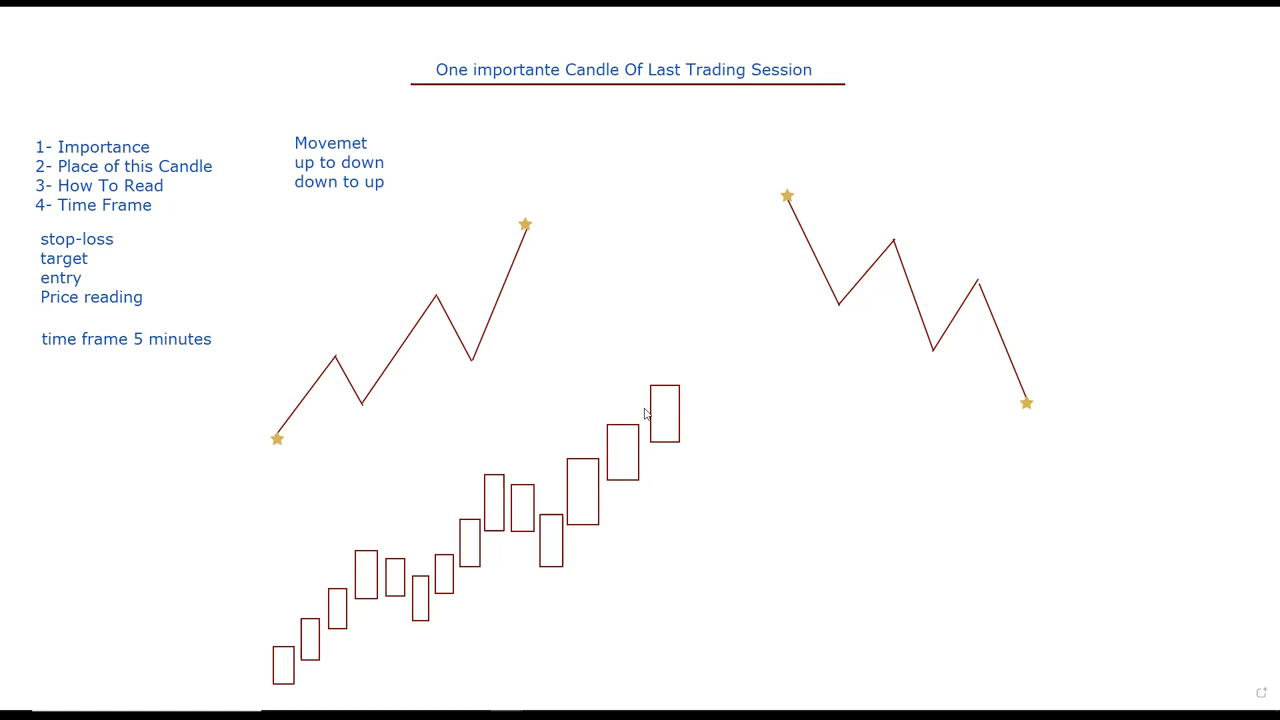 One importante Candle Of Last Trading Session
1- Importance
2- Place of this Candle
3- How To Read
4- Time Frame
stop-loss
target
entry
Price reading
time frame 5 minutes
Movemet
up to down
down to up